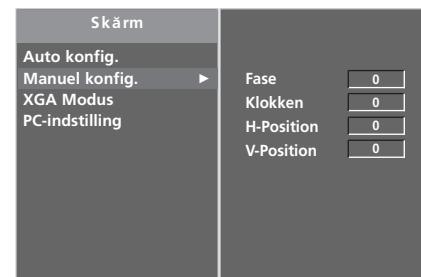 Skärm
Auto konfig.
Manuel konfig. ►
XGA Modus
PC-indstilling
Fase 0
Klokken 0
H-Position 0
V-Position 0